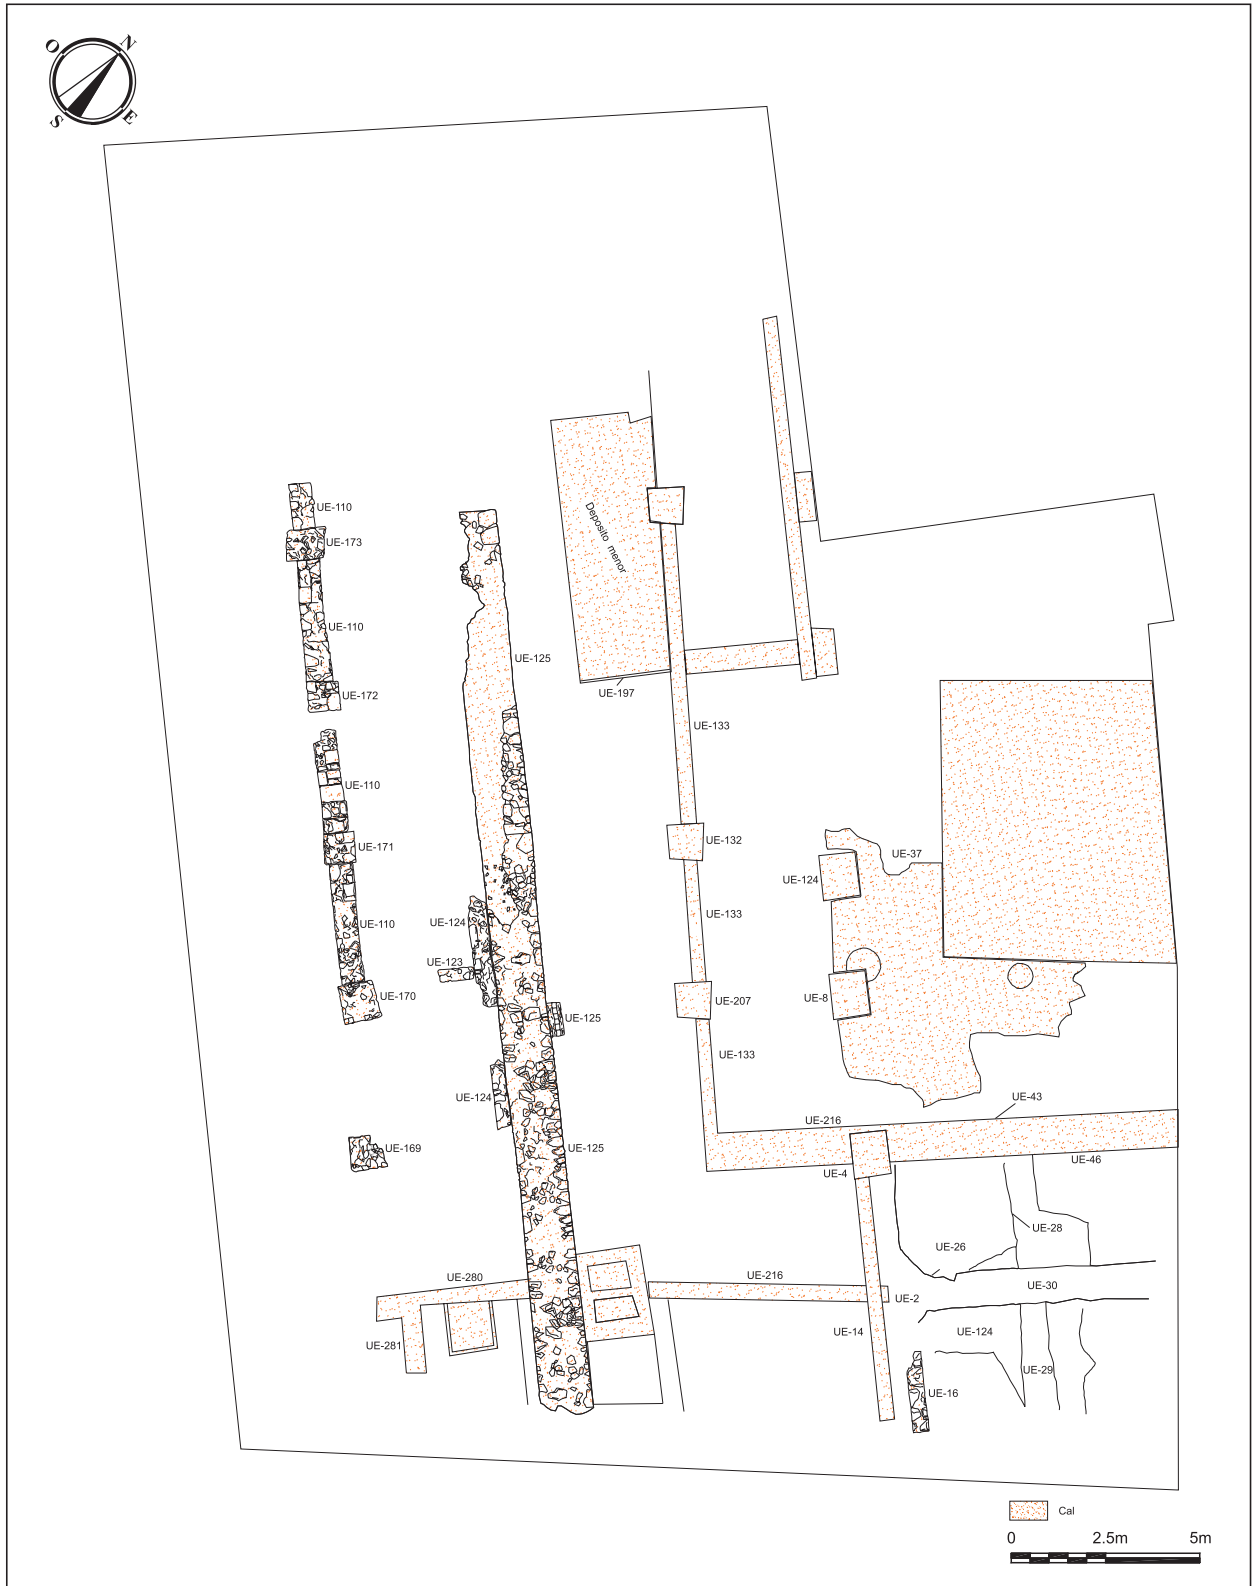 O
N
S
E
UE-110
UE-173
Deposito menor
UE-110
UE-125
UE-172
UE-197
UE-133
UE-110
UE-132
UE-171
UE-37
UE-124
UE-133
UE-124
UE-110
UE-123
UE-170
UE-8
UE-207
UE-125
UE-133
UE-124
UE-43
UE-216
UE-169
UE-125
UE-46
UE-4
UE-28
UE-26
UE-280
UE-216
UE-30
UE-2
UE-14
UE-124
UE-281
UE-29
UE-16
Cal
0 2.5m 5m